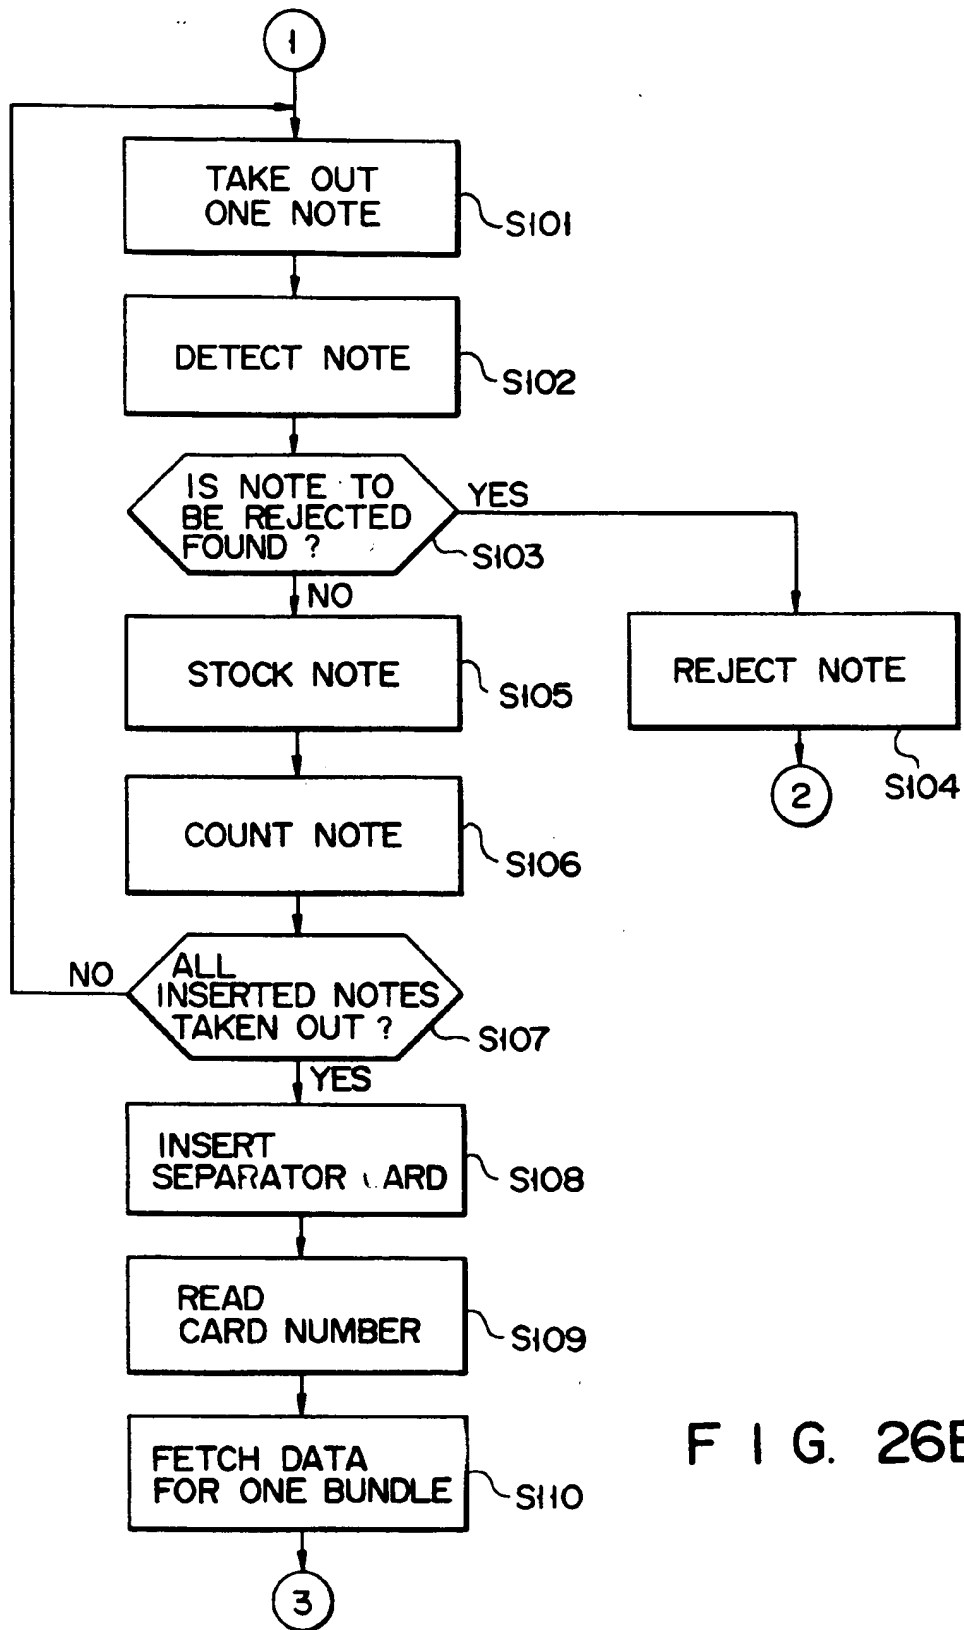 1
TAKE OUT
ONE NOTE
S101
DETECT NOTE
S102
IS NOTE TO
BE REJECTED
FOUND ?
YES
S103
NO
STOCK NOTE
S105
REJECT NOTE
S104
2
COUNT NOTE
S106
NO
ALL
INSERTED NOTES
TAKEN OUT ?
S107
YES
INSERT
SEPARATOR ARD
S108
READ
CARD NUMBER
S109
FETCH DATA
FOR ONE BUNDLE
S110
3
F I G. 26B